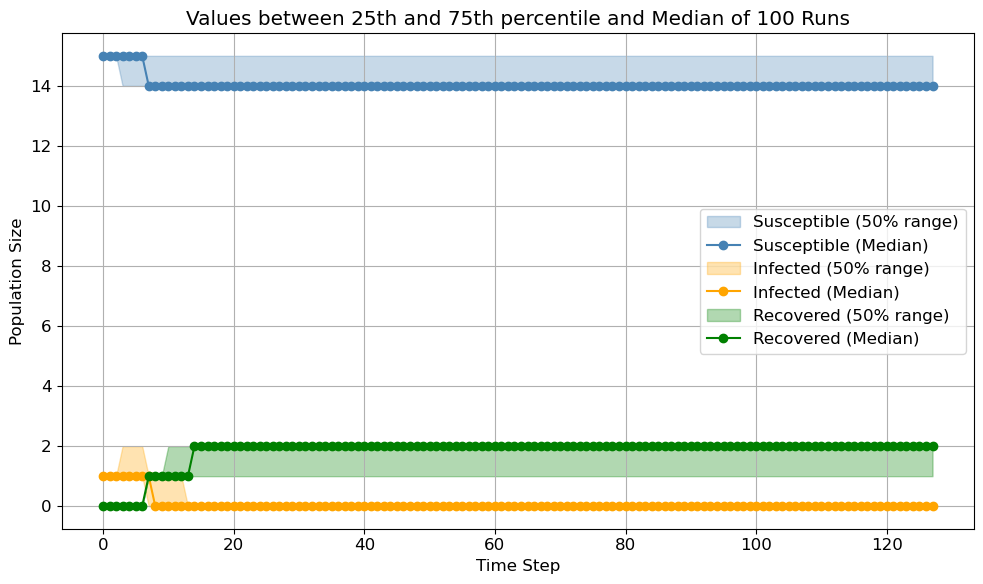 Values between 25th and 75th percentile and Median of 100 Runs
Population Size
14
12
10
8
6
4
2
0
Susceptible (50% range)
Susceptible (Median)
Infected (50% range)
Infected (Median)
Recovered (50% range)
Recovered (Median)
0 20 40 60 80 100 120
Time Step